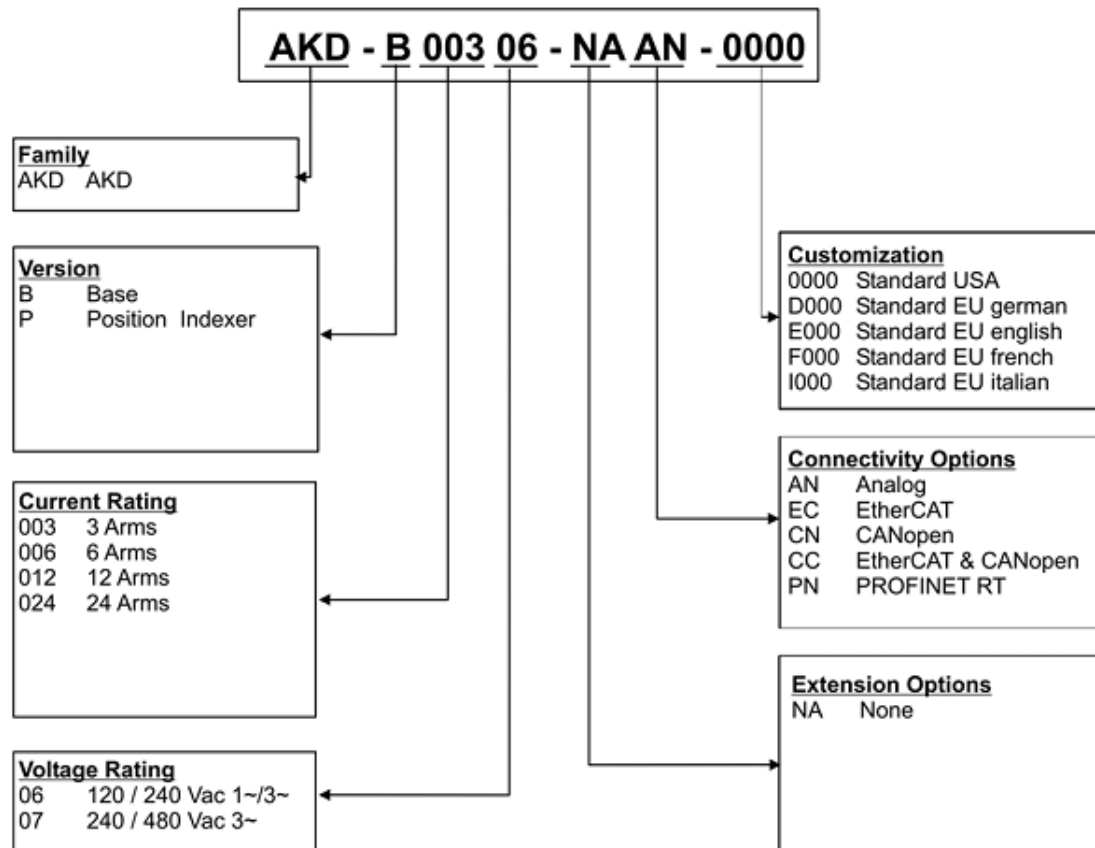 AKD - B 003 06 - NA AN - 0000
Family
AKD AKD
Version
B Base
P Position Indexer
Current Rating
003 3 Arms
006 6 Arms
012 12 Arms
024 24 Arms
Voltage Rating
06 120 / 240 Vac 1~/3~
07 240 / 480 Vac 3~
Customization
0000 Standard USA
D000 Standard EU german
E000 Standard EU english
F000 Standard EU french
I000 Standard EU italian
Connectivity Options
AN Analog
EC EtherCAT
CN CANopen
CC EtherCAT & CANopen
PN PROFINET RT
Extension Options
NA None